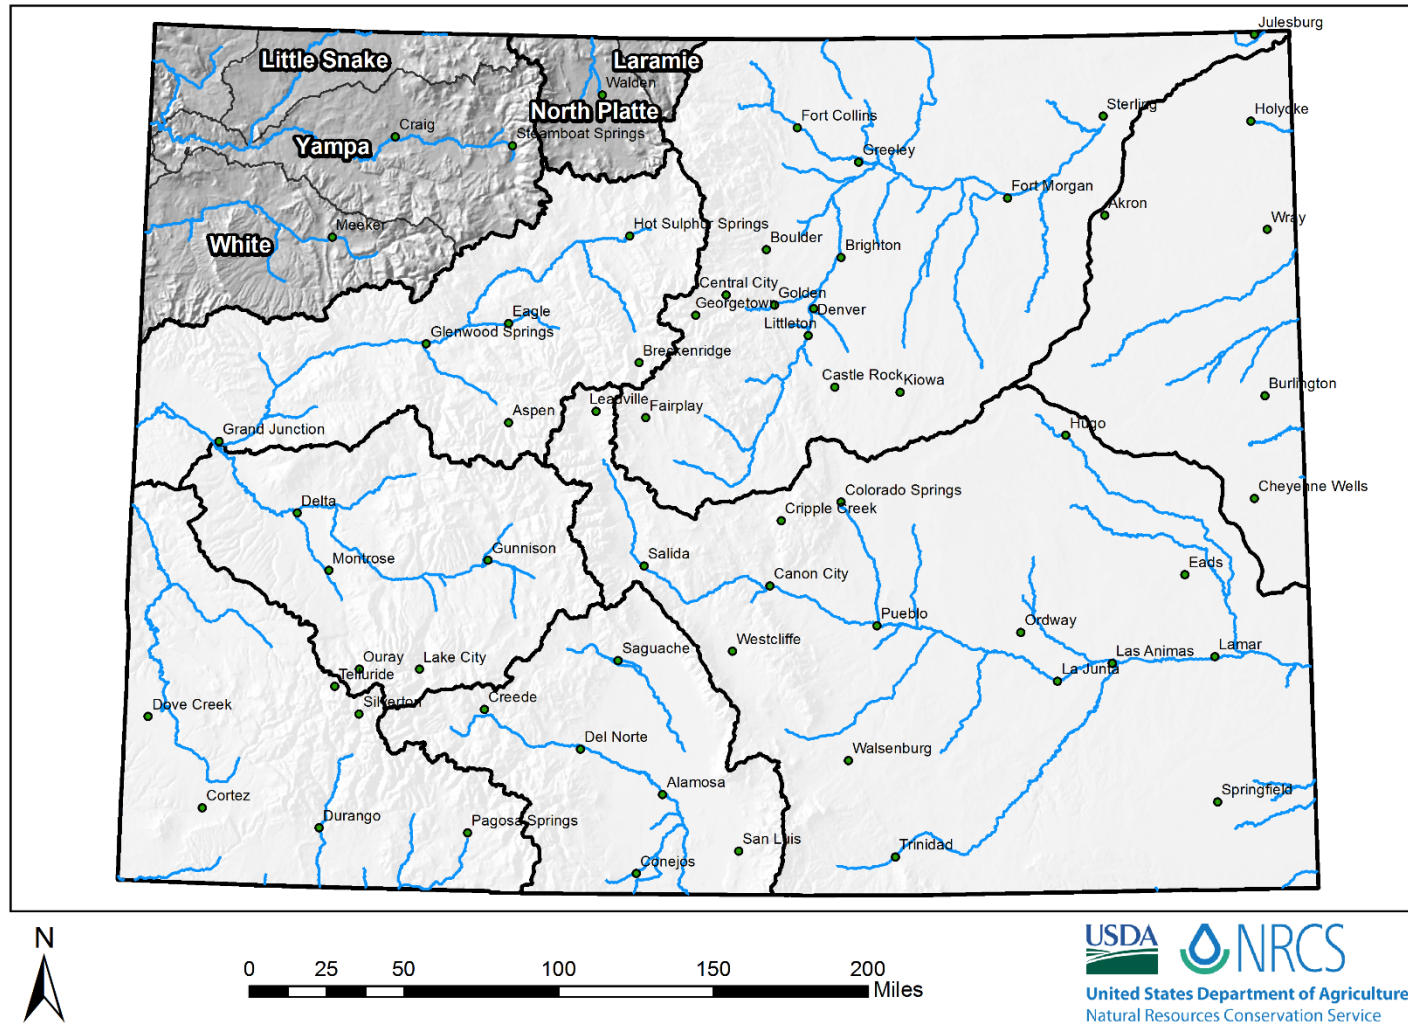 Julesburg
Little Snake
Laramie
Walden
North Platte
Sterling
Holyoke
Fort Collins
Craig
Steamboat Springs
Yampa
Greeley
Fort Morgan
Akron
Wray
Meeker
Hot Sulphur Springs
White
Boulder
Brighton
Central City
Golden
Georgetown
Denver
Eagle
Littleton
Glenwood Springs
Breckenridge
Castle Rock
Kiowa
Burlington
Leadville
Fairplay
Aspen
Grand Junction
Hugo
Delta
Colorado Springs
Cheyenne Wells
Cripple Creek
Montrose
Gunnison
Salida
Canon City
Eads
Pueblo
Ordway
Saguache
Westcliffe
Las Animas
Lamar
Ouray
Lake City
Telluride
La Junta
Silverton
Creede
Dove Creek
Del Norte
Walsenburg
Alamosa
Cortez
Springfield
Durango
Pagosa Springs
San Luis
Trinidad
Conejos
N
0 25 50 100 150 200
Miles
USDA NRCS
United States Department of Agriculture
Natural Resources Conservation Service